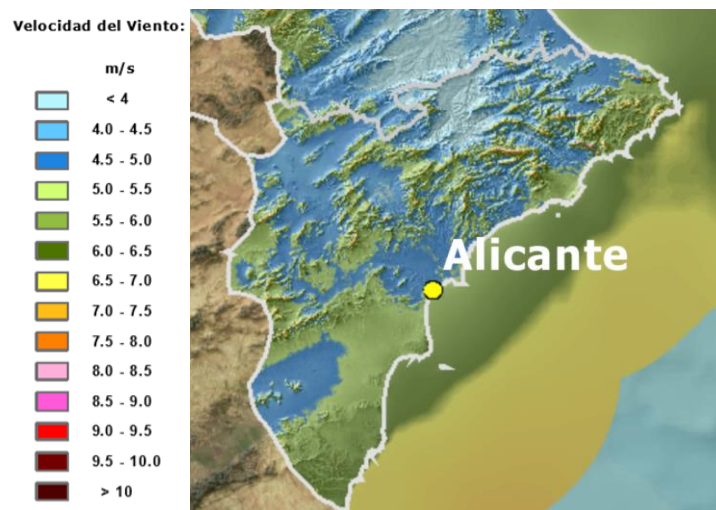 Velocidad del Viento:
m/s
< 4
4.0 - 4.5
4.5 - 5.0
5.0 - 5.5
5.5 - 6.0
6.0 - 6.5
6.5 - 7.0
7.0 - 7.5
7.5 - 8.0
8.0 - 8.5
8.5 - 9.0
9.0 - 9.5
9.5 - 10.0
> 10
Alicante